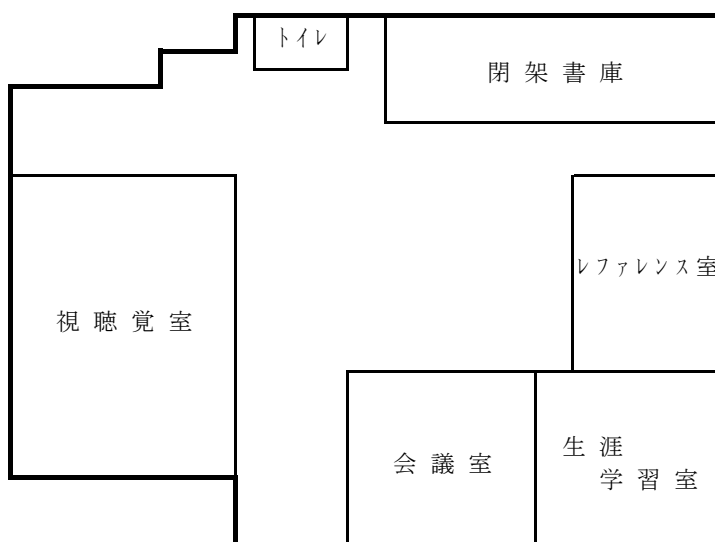 トイレ
閉架書庫
レファレンス室
視聴覚室
会議室
生涯
学習室